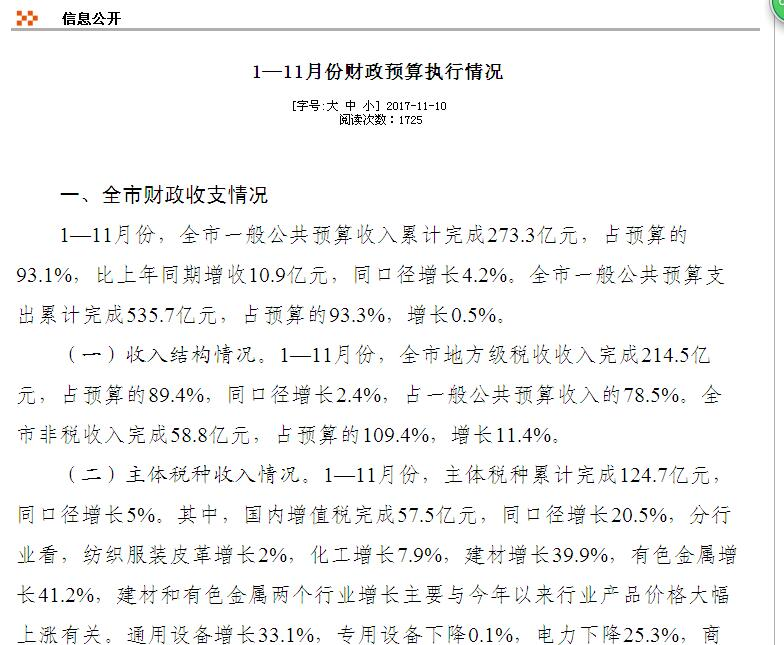 信息公开
1—11月份财政预算执行情况
[字号:大 中 小] 2017-11-10
阅读次数：1725
一、全市财政收支情况
1—11月份，全市一般公共预算收入累计完成273.3亿元，占预算的
93.1%，比上年同期增收10.9亿元，同口径增长4.2%。全市一般公共预算支
出累计完成535.7亿元，占预算的93.3%，增长0.5%。
（一）收入结构情况。1—11月份，全市地方级税收收入完成214.5亿
元，占预算的89.4%，同口径增长2.4%，占一般公共预算收入的78.5%。全
市非税收入完成58.8亿元，占预算的109.4%，增长11.4%。
（二）主体税种收入情况。1—11月份，主体税种累计完成124.7亿元，
同口径增长5%。其中，国内增值税完成57.5亿元，同口径增长20.5%，分行
业看，纺织服装皮革增长2%，化工增长7.9%，建材增长39.9%，有色金属增
长41.2%，建材和有色金属两个行业增长主要与今年以来行业产品价格大幅
上涨有关。通用设备增长33.1%，专用设备下降0.1%，电力下降25.3%，商